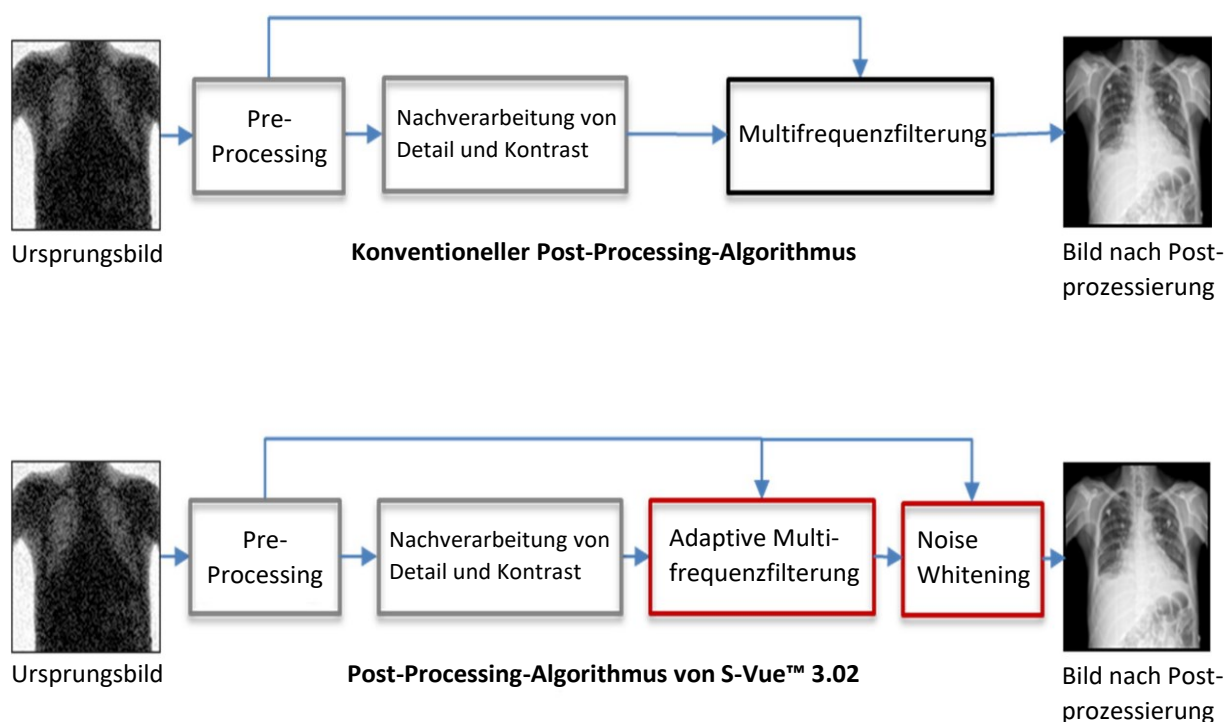 Pre-
Processing
Nachverarbeitung von
Detail und Kontrast
Multifrequenzfilterung
Ursprungsbild
Konventioneller Post-Processing-Algorithmus
Bild nach Post-
prozessierung
Pre-
Processing
Nachverarbeitung von
Detail und Kontrast
Adaptive Multi-
frequenzfilterung
Noise
Whitening
Ursprungsbild
Post-Processing-Algorithmus von S-Vue™ 3.02
Bild nach Post-
prozessierung